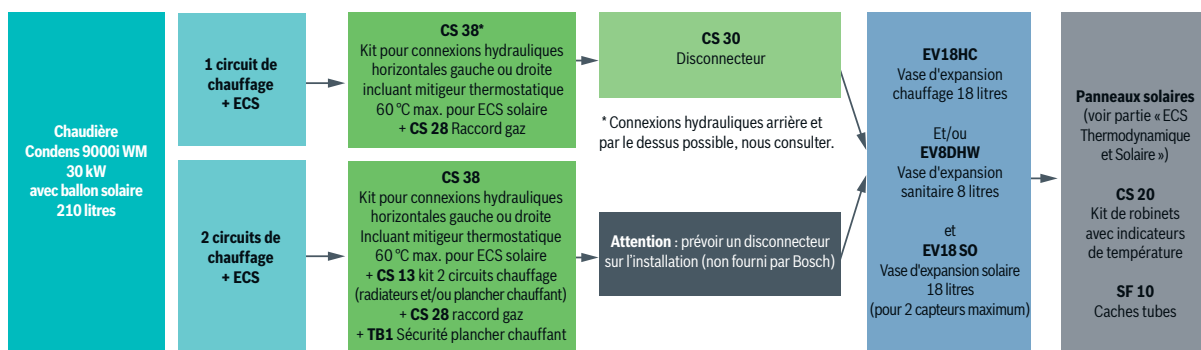 Chaudière
Condens 9000i WM
30 kW
avec ballon solaire
210 litres
1 circuit de
chauffage
+ ECS
2 circuits de
chauffage
+ ECS
CS 38*
Kit pour connexions hydrauliques
horizontales gauche ou droite
incluant mitigeur thermostatique
60 °C max. pour ECS solaire
+ CS 28 Raccord gaz
CS 38
Kit pour connexions hydrauliques
horizontales gauche ou droite
Incluant mitigeur thermostatique
60 °C max. pour ECS solaire
+ CS 13 kit 2 circuits chauffage
(radiateurs et/ou plancher chauffant)
+ CS 28 raccord gaz
+ TB1 Sécurité plancher chauffant
CS 30
Disconnecteur
* Connexions hydrauliques arrière et
par le dessus possible, nous consulter.
Attention : prévoir un disconnecteur
sur l'installation (non fourni par Bosch)
EV18HC
Vase d'expansion
chauffage 18 litres
Et/ou
EV8DHW
Vase d'expansion
sanitaire 8 litres
et
EV18 SO
Vase d'expansion solaire
18 litres
(pour 2 capteurs maximum)
Panneaux solaires
(voir partie « ECS
Thermodynamique
et Solaire »)
CS 20
Kit de robinets
avec indicateurs
de température
SF 10
Caches tubes